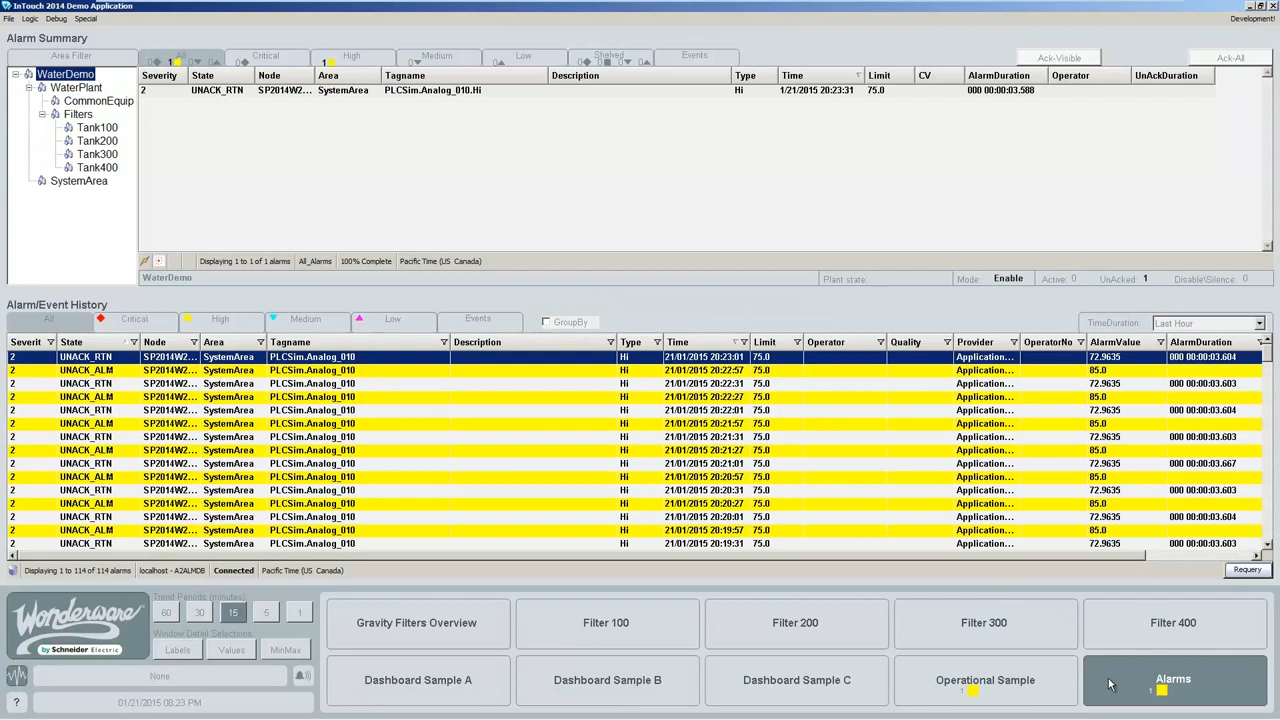 InTouch 2014 Demo Application
File Logic Debug Special Development!
Alarm Summary
Area Filter All Critical High Medium Low Shelved Events Ack-Visible Ack-All
0 1 0 0 0 1 0 0 0 0 0 0
WaterDemo
WaterPlant
CommonEquip
Filters
Tank100
Tank200
Tank300
Tank400
SystemArea
Severity State Node Area Tagname Description Type Time Limit CV AlarmDuration Operator UnAckDuration
2 UNACK_RTN SP2014W2... SystemArea PLCSim.Analog_010.Hi Hi 1/21/2015 20:23:31 75.0 000 00:00:03.588
Displaying 1 to 1 of 1 alarms All_Alarms 100% Complete Pacific Time (US Canada)
WaterDemo Plant state: Mode: Enable Active: 0 UnAcked 1 Disable\Silence: 0
Alarm/Event History
All Critical High Medium Low Events GroupBy TimeDuration: Last Hour
Severit State Node Area Tagname Description Type Time Limit Operator Quality Provider OperatorNo AlarmValue AlarmDuration
2 UNACK_RTN SP2014W2... SystemArea PLCSim.Analog_010 Hi 21/01/2015 20:23:01 75.0 Application... 72.9635 000 00:00:03.604
2 UNACK_ALM SP2014W2... SystemArea PLCSim.Analog_010 Hi 21/01/2015 20:22:57 75.0 Application... 85.0
2 UNACK_RTN SP2014W2... SystemArea PLCSim.Analog_010 Hi 21/01/2015 20:22:31 75.0 Application... 72.9635 000 00:00:03.603
2 UNACK_ALM SP2014W2... SystemArea PLCSim.Analog_010 Hi 21/01/2015 20:22:27 75.0 Application... 85.0
2 UNACK_RTN SP2014W2... SystemArea PLCSim.Analog_010 Hi 21/01/2015 20:22:01 75.0 Application... 72.9635 000 00:00:03.604
2 UNACK_ALM SP2014W2... SystemArea PLCSim.Analog_010 Hi 21/01/2015 20:21:57 75.0 Application... 85.0
2 UNACK_RTN SP2014W2... SystemArea PLCSim.Analog_010 Hi 21/01/2015 20:21:31 75.0 Application... 72.9635 000 00:00:03.603
2 UNACK_ALM SP2014W2... SystemArea PLCSim.Analog_010 Hi 21/01/2015 20:21:27 75.0 Application... 85.0
2 UNACK_RTN SP2014W2... SystemArea PLCSim.Analog_010 Hi 21/01/2015 20:21:01 75.0 Application... 72.9635 000 00:00:03.667
2 UNACK_ALM SP2014W2... SystemArea PLCSim.Analog_010 Hi 21/01/2015 20:20:57 75.0 Application... 85.0
2 UNACK_RTN SP2014W2... SystemArea PLCSim.Analog_010 Hi 21/01/2015 20:20:31 75.0 Application... 72.9635 000 00:00:03.603
2 UNACK_ALM SP2014W2... SystemArea PLCSim.Analog_010 Hi 21/01/2015 20:20:27 75.0 Application... 85.0
2 UNACK_RTN SP2014W2... SystemArea PLCSim.Analog_010 Hi 21/01/2015 20:20:01 75.0 Application... 72.9635 000 00:00:03.604
2 UNACK_ALM SP2014W2... SystemArea PLCSim.Analog_010 Hi 21/01/2015 20:19:57 75.0 Application... 85.0
2 UNACK_RTN SP2014W2... SystemArea PLCSim.Analog_010 Hi 21/01/2015 20:19:31 75.0 Application... 72.9635 000 00:00:03.603
Displaying 1 to 114 of 114 alarms localhost - A2ALMDB Connected Pacific Time (US Canada) Requery
Wonderware
by Schneider Electric
Trend Periods (minutes)
60 30 15 5 1
Window Detail Selections:
Labels Values MinMax
None
? 01/21/2015 08.23 PM
Gravity Filters Overview Filter 100 Filter 200 Filter 300 Filter 400
Dashboard Sample A Dashboard Sample B Dashboard Sample C Operational Sample Alarms
1 1